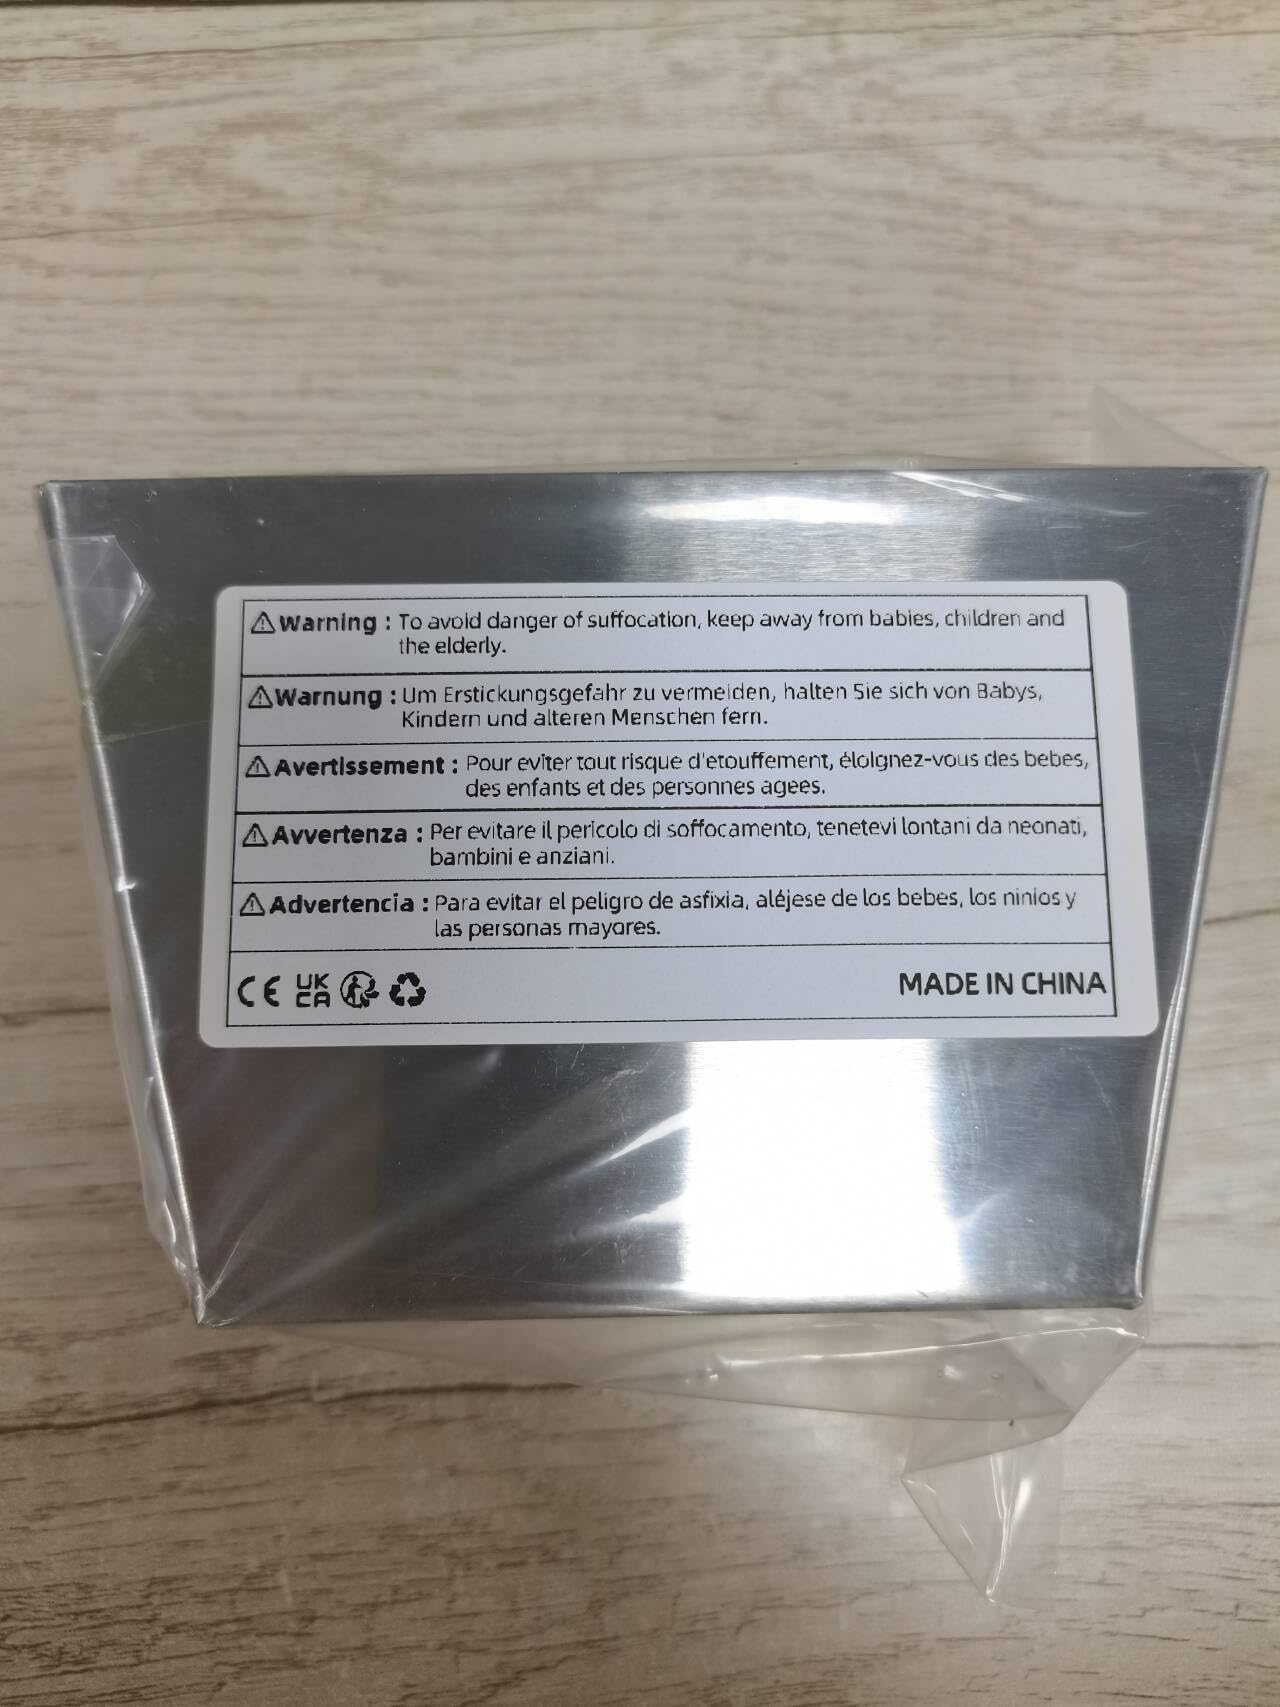 ⚠Warning : To avoid danger of suffocation, keep away from babies, children and
the elderly.
⚠Warnung : Um Erstickungsgefahr zu vermeiden, halten Sie sich von Babys,
Kindern und alteren Menschen fern.
⚠Avertissement : Pour eviter tout risque d'etouffement, éloignez-vous des bebes,
des enfants et des personnes agees.
⚠Avvertenza : Per evitare il pericolo di soffocamento, tenetevi lontani da neonati,
bambini e anziani.
⚠Advertencia : Para evitar el peligro de asfixia, aléjese de los bebes, los ninios y
las personas mayores.
CE UK CA MADE IN CHINA